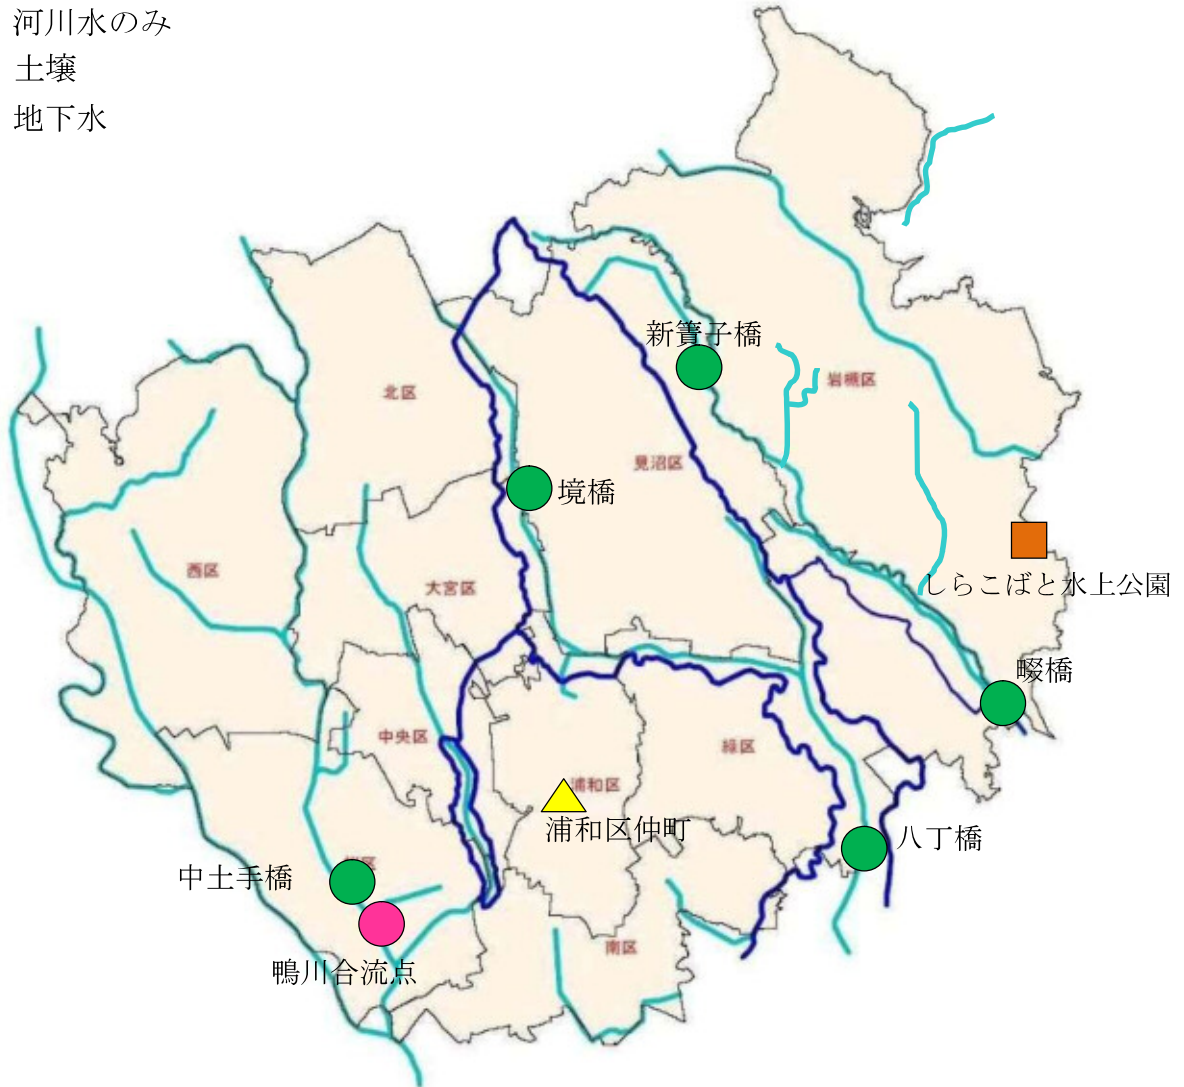 河川水のみ
土壌
地下水
新簀子橋
岩槻区
北区
見沼区
境橋
西区
大宮区
しらこばと水上公園
畷橋
中央区
緑区
浦和区
浦和区仲町
八丁橋
中土手橋
鴨川合流点
南区